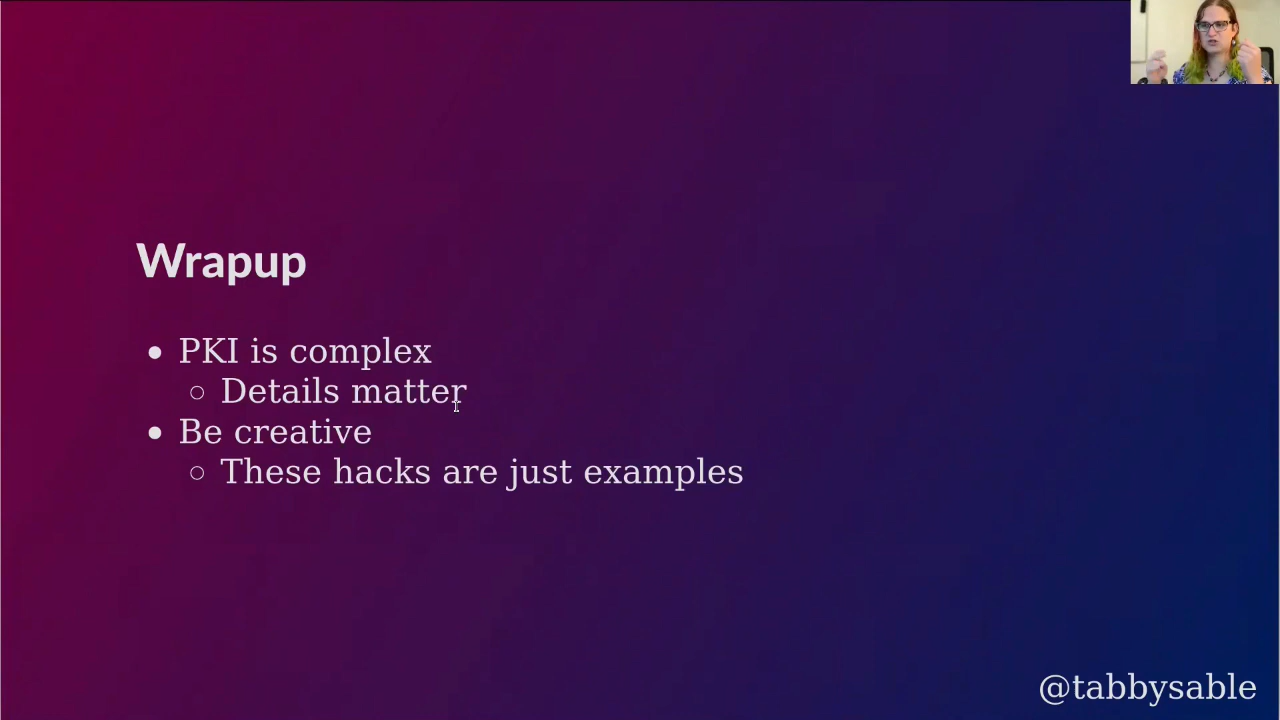 Wrapup
PKI is complex
Details matter
Be creative
These hacks are just examples
@tabbysable